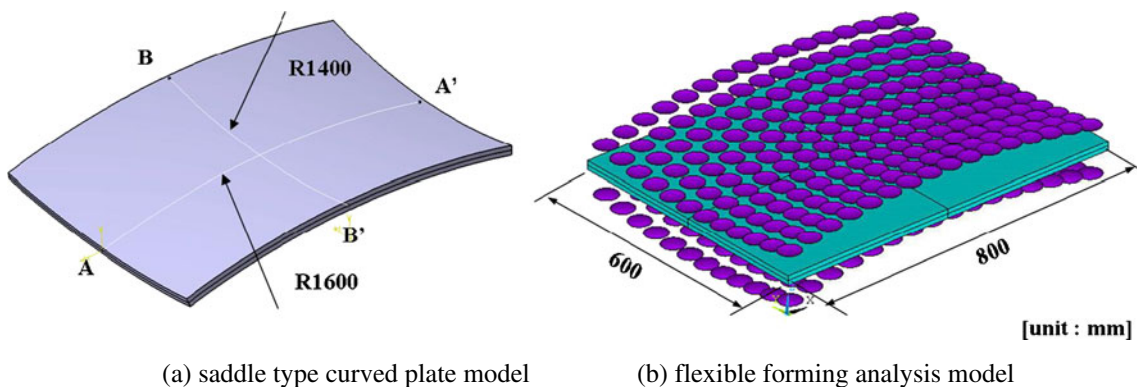 B
R1400
A'
A
B'
R1600
600
800
[unit : mm]
(a) saddle type curved plate model
(b) flexible forming analysis model